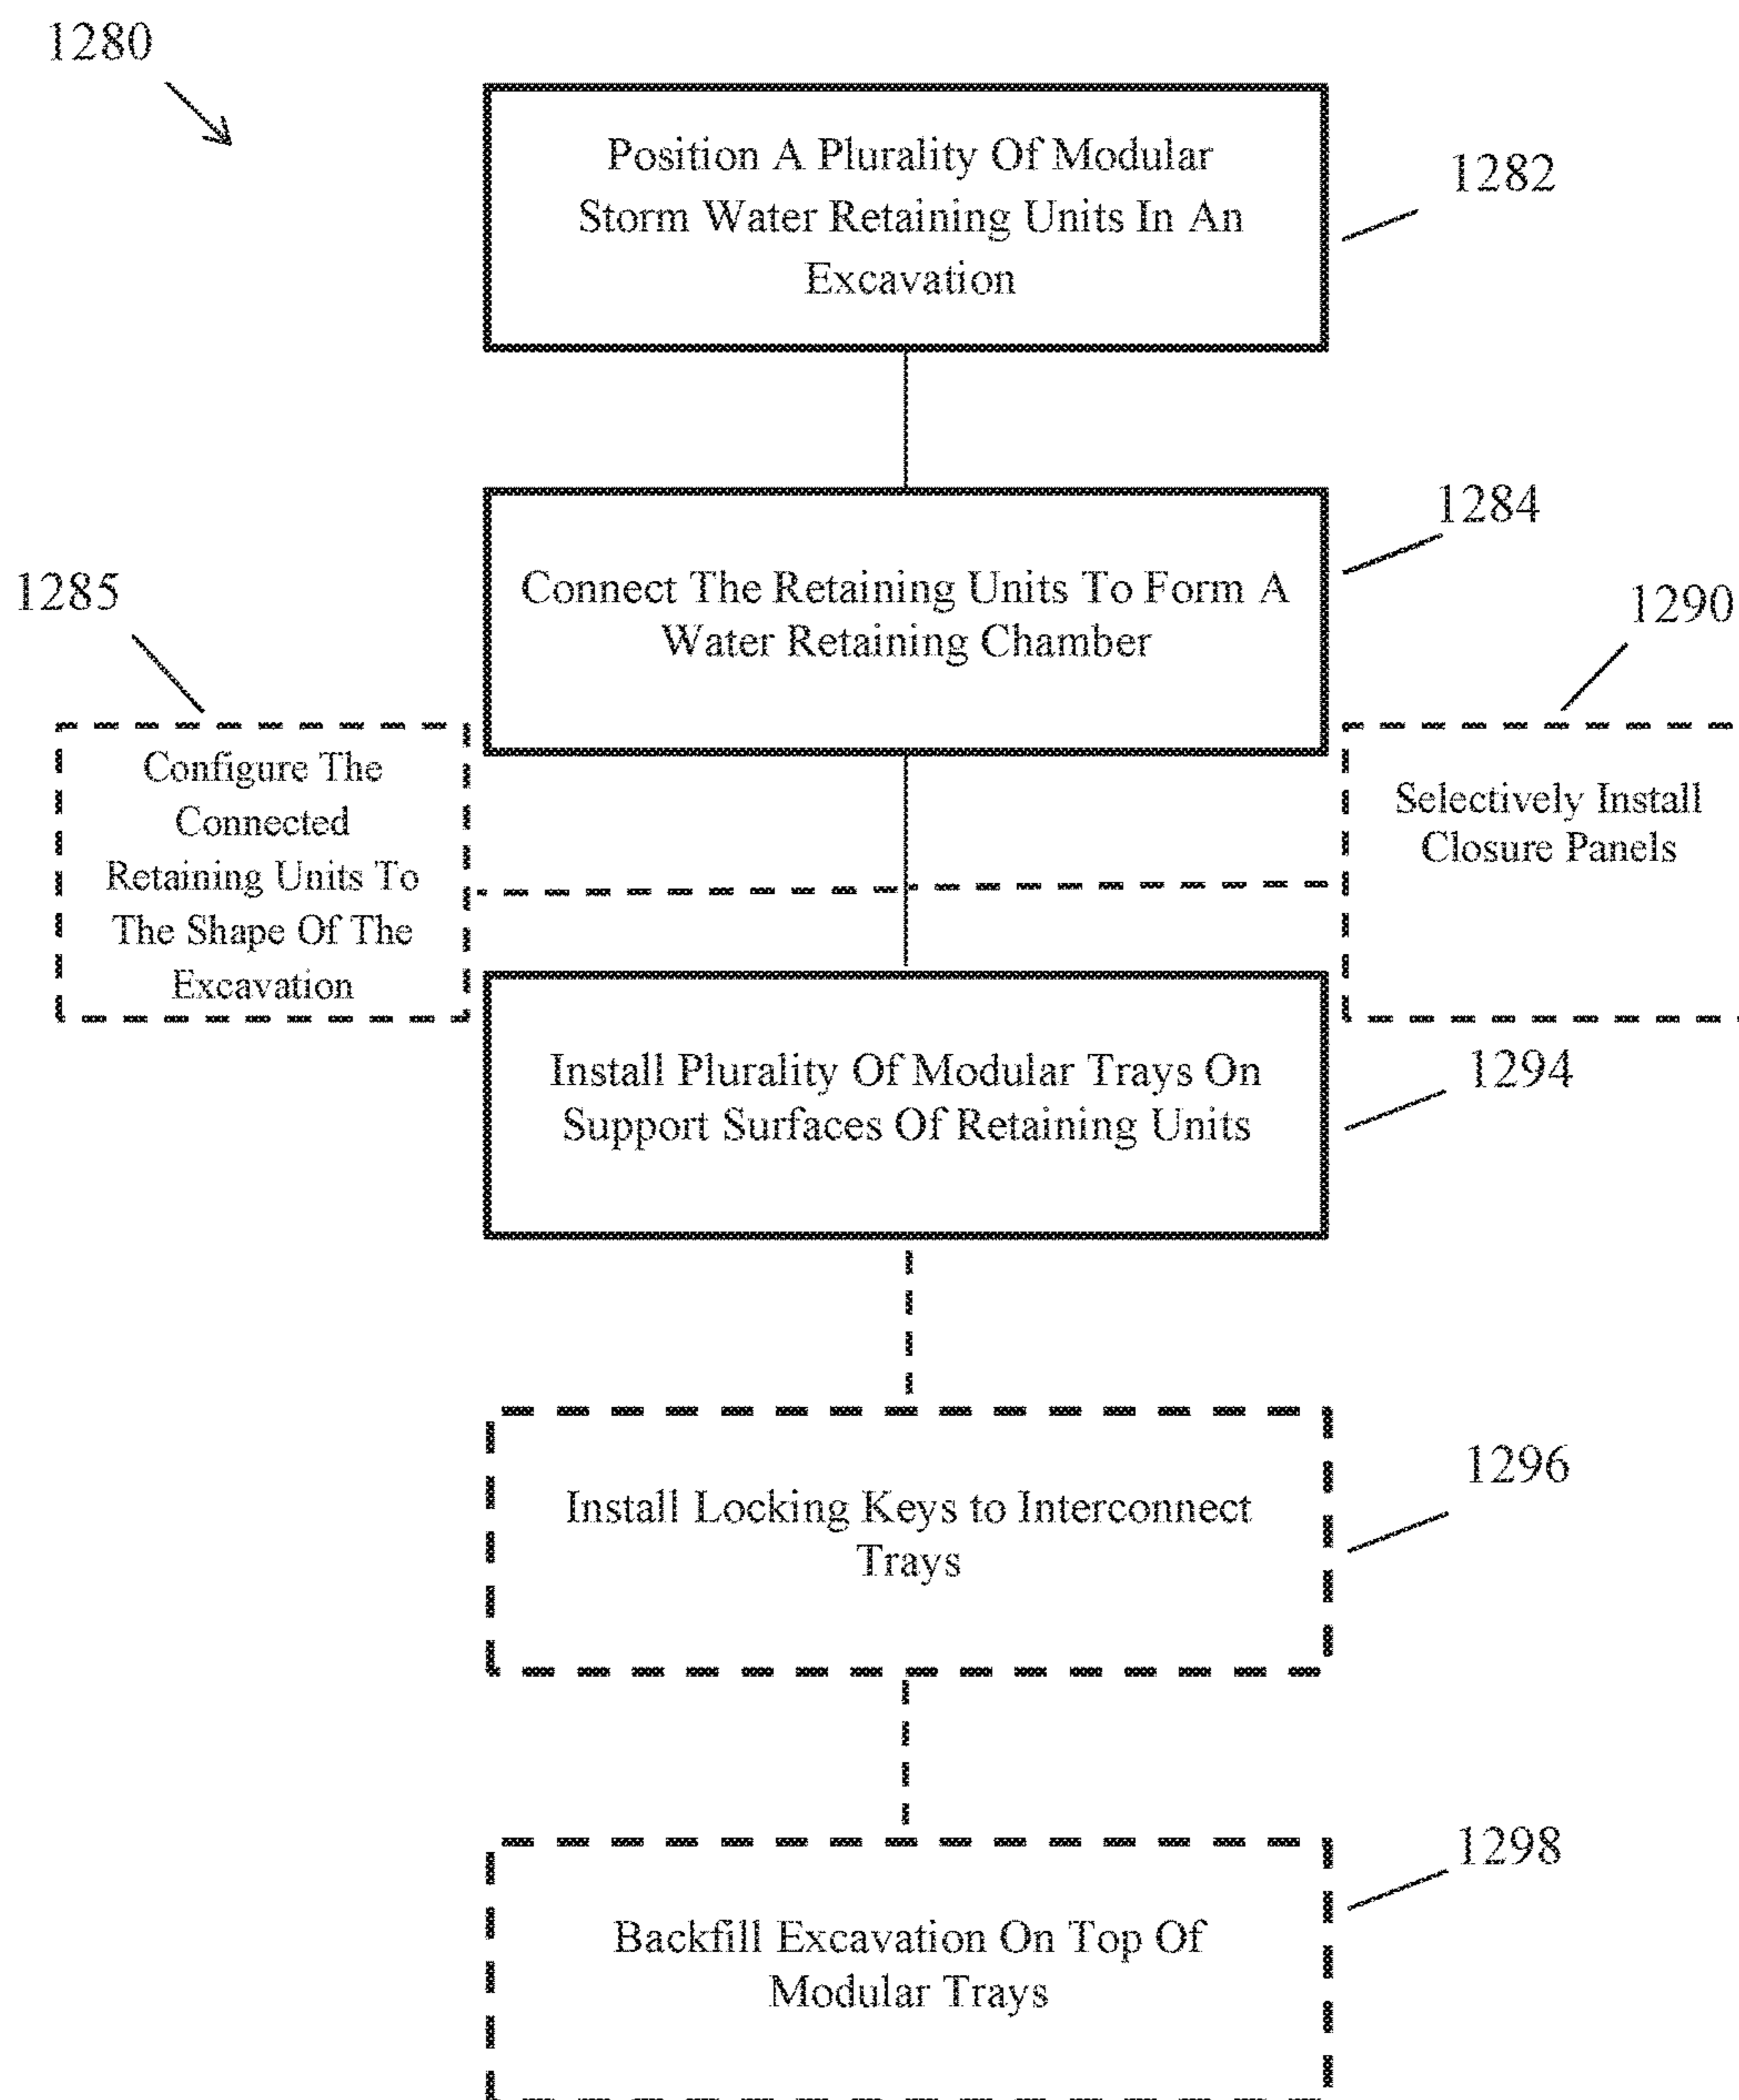 1280
Position A Plurality Of Modular
Storm Water Retaining Units In An
Excavation
1282
Connect The Retaining Units To Form A
Water Retaining Chamber
1284
1285
Configure The
Connected
Retaining Units To
The Shape Of The
Excavation
1290
Selectively Install
Closure Panels
Install Plurality Of Modular Trays On
Support Surfaces Of Retaining Units
1294
Install Locking Keys to Interconnect
Trays
1296
Backfill Excavation On Top Of
Modular Trays
1298